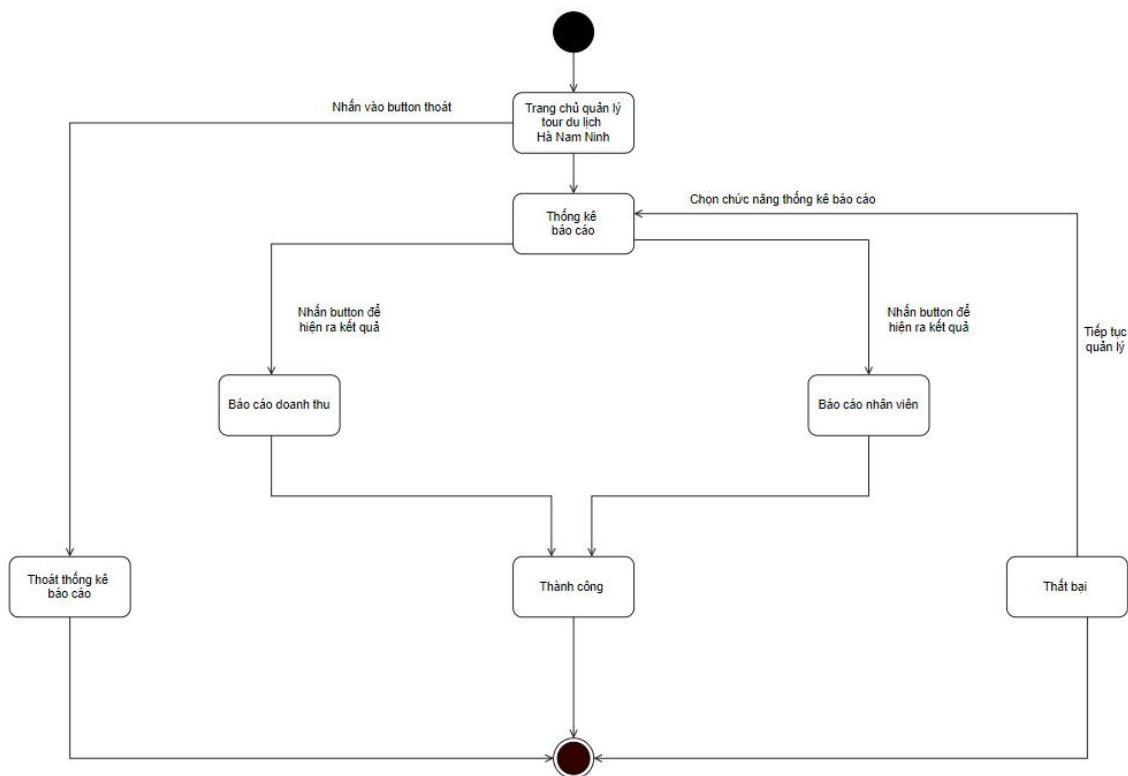 Nhấn vào button thoát
Trang chủ quản lý
tour du lịch
Hà Nam Ninh
Chọn chức năng thống kê báo cáo
Thống kê
báo cáo
Nhấn button để
hiện ra kết quả
Nhấn button để
hiện ra kết quả
Tiếp tục
quản lý
Báo cáo doanh thu
Báo cáo nhân viên
Thoát thống kê
báo cáo
Thành công
Thất bại